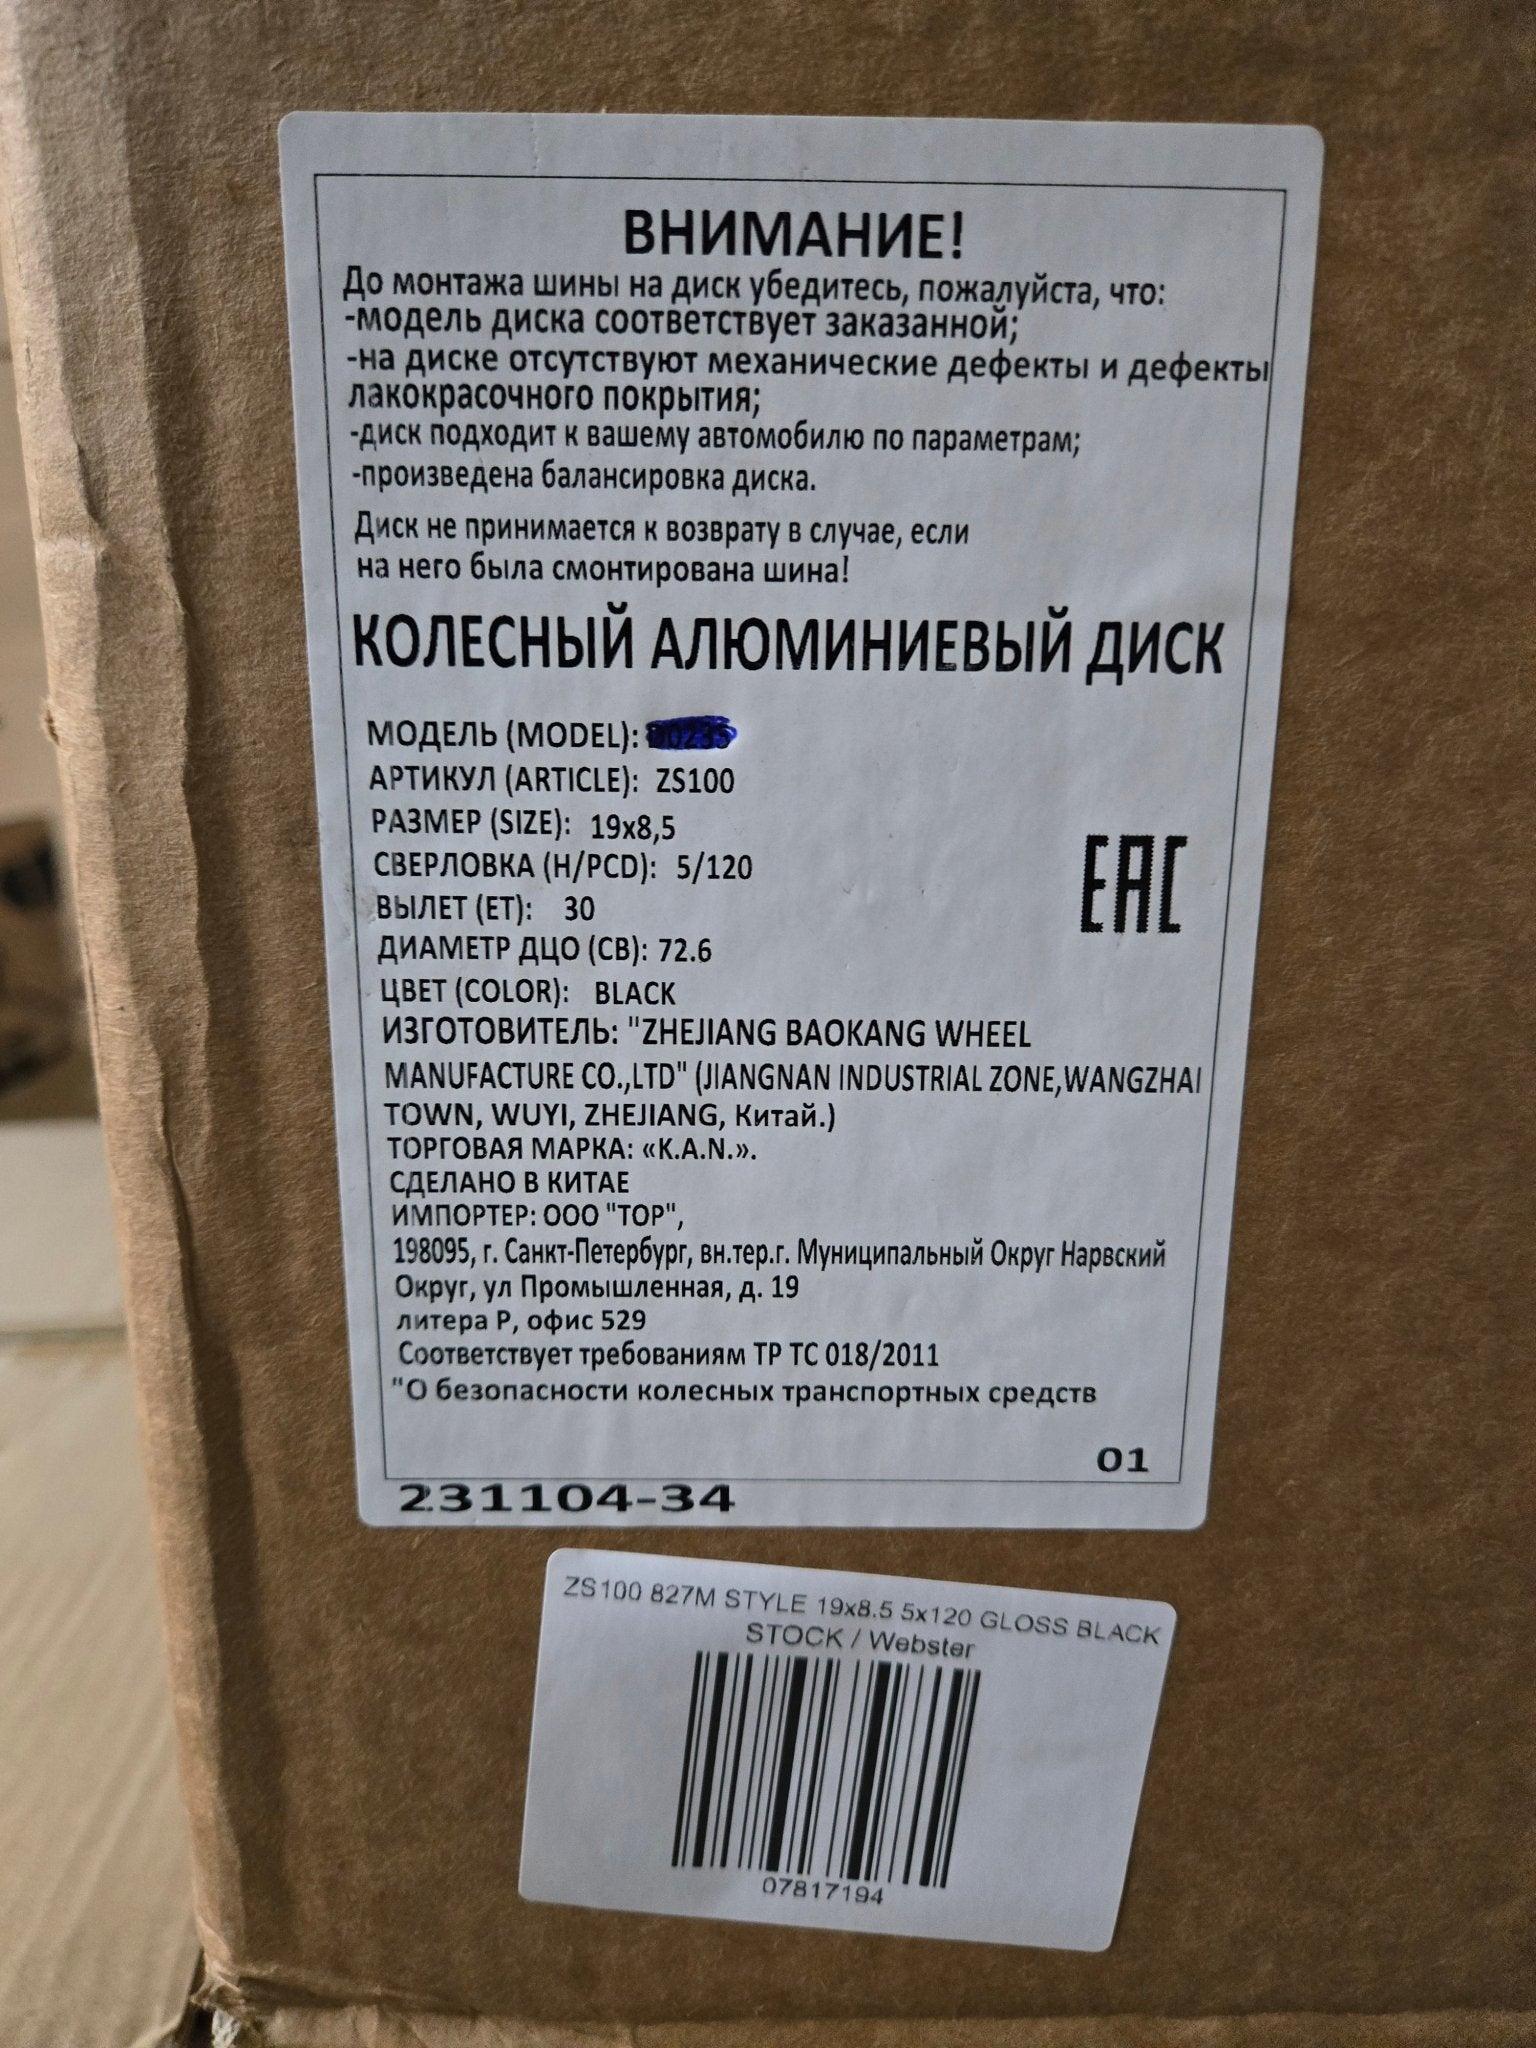 ВНИМАНИЕ!
До монтажа шины на диск убедитесь, пожалуйста, что:
-модель диска соответствует заказанной;
-на диске отсутствуют механические дефекты и дефекты
лакокрасочного покрытия;
-диск подходит к вашему автомобилю по параметрам;
-произведена балансировка диска.
Диск не принимается к возврату в случае, если
на него была смонтирована шина!
КОЛЕСНЫЙ АЛЮМИНИЕВЫЙ ДИСК
МОДЕЛЬ (MODEL):
АРТИКУЛ (ARTICLE): ZS100
РАЗМЕР (SIZE): 19x8,5
СВЕРЛОВКА (H/PCD): 5/120
ВЫЛЕТ (ET): 30
ДИАМЕТР ДЦО (CB): 72.6
ЦВЕТ (COLOR): BLACK
EAC
ИЗГОТОВИТЕЛЬ: "ZHEJIANG BAOKANG WHEEL
MANUFACTURE CO.,LTD" (JIANGNAN INDUSTRIAL ZONE,WANGZHAI
TOWN, WUYI, ZHEJIANG, Китай.)
ТОРГОВАЯ МАРКА: «K.A.N.».
СДЕЛАНО В КИТАЕ
ИМПОРТЕР: ООО "ТОР",
198095, г. Санкт-Петербург, вн.тер.г. Муниципальный Округ Нарвский
Округ, ул Промышленная, д. 19
литера Р, офис 529
Соответствует требованиям ТР ТС 018/2011
"О безопасности колесных транспортных средств
01
231104-34
ZS100 827M STYLE 19x8.5 5x120 GLOSS BLACK
STOCK / Webster
07817194